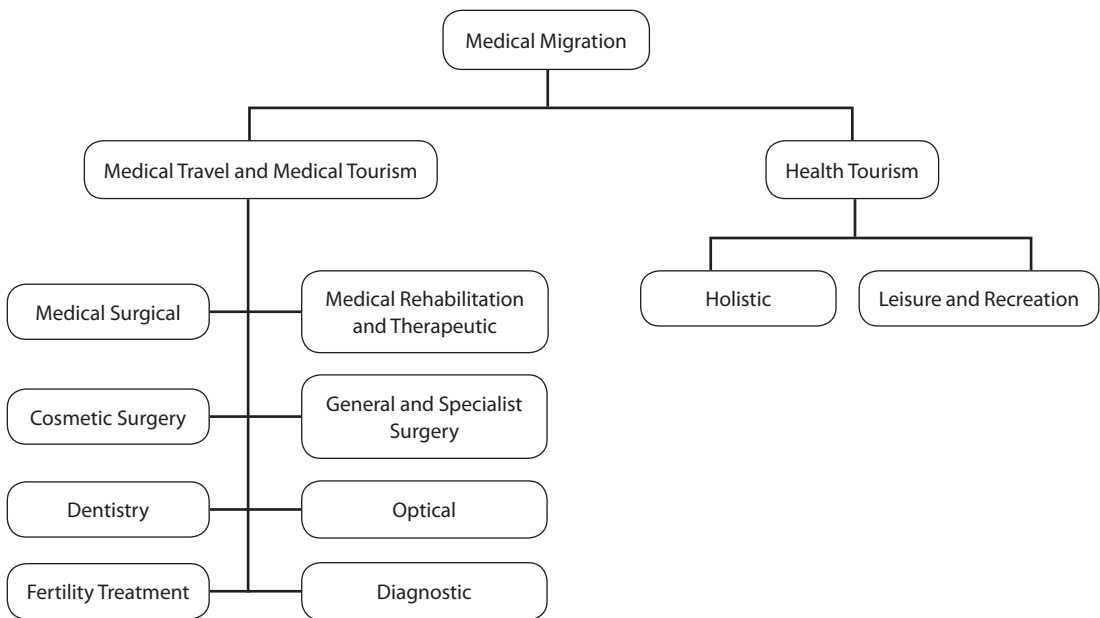 Medical Migration
Medical Travel and Medical Tourism
Health Tourism
Medical Surgical
Medical Rehabilitation
and Therapeutic
Holistic
Leisure and Recreation
Cosmetic Surgery
General and Specialist
Surgery
Dentistry
Optical
Fertility Treatment
Diagnostic